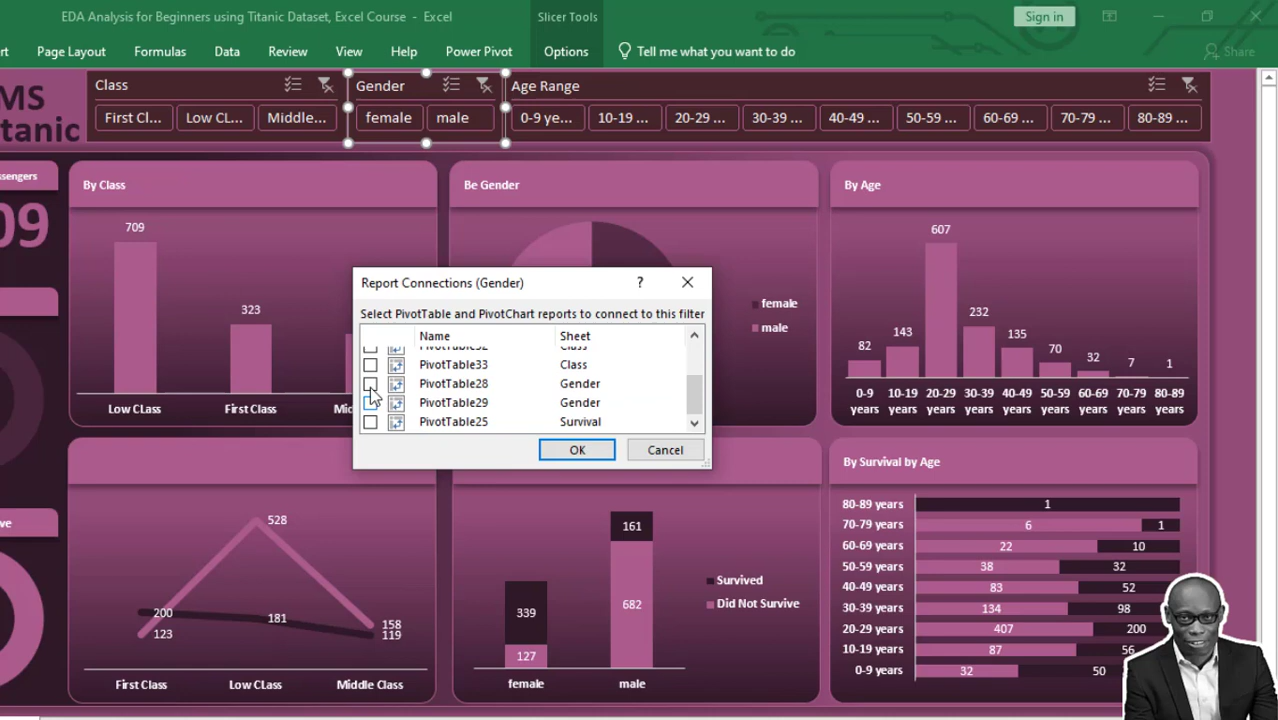 EDA Analysis for Beginners using Titanic Dataset, Excel Course - Excel
Slicer Tools
Sign in
rt
Page Layout
Formulas
Data
Review
View
Help
Power Pivot
Options
Tell me what you want to do
Share
MS
tanic
Class
First Cl...
Low CL...
Middle...
Gender
female
male
Age Range
0-9 ye...
10-19 ...
20-29 ...
30-39 ...
40-49 ...
50-59 ...
60-69 ...
70-79 ...
80-89 ...
ssengers
09
ve
By Class
709
323
Low CLass
First Class
Mi
Be Gender
female
male
By Age
82
143
607
232
135
70
32
7
1
0-9 years
10-19 years
20-29 years
30-39 years
40-49 years
50-59 years
60-69 years
70-79 years
80-89 years
Report Connections (Gender)
?
Select PivotTable and PivotChart reports to connect to this filter
Name Sheet
PivotTable32 Class
PivotTable33 Class
PivotTable28 Gender
PivotTable29 Gender
PivotTable25 Survival
OK
Cancel
528
200
123
181
158
119
First Class
Low CLass
Middle Class
339
127
161
682
female
male
Survived
Did Not Survive
By Survival by Age
80-89 years 1
70-79 years 6 1
60-69 years 22 10
50-59 years 38 32
40-49 years 83 52
30-39 years 134 98
20-29 years 407 200
10-19 years 87 56
0-9 years 32 50